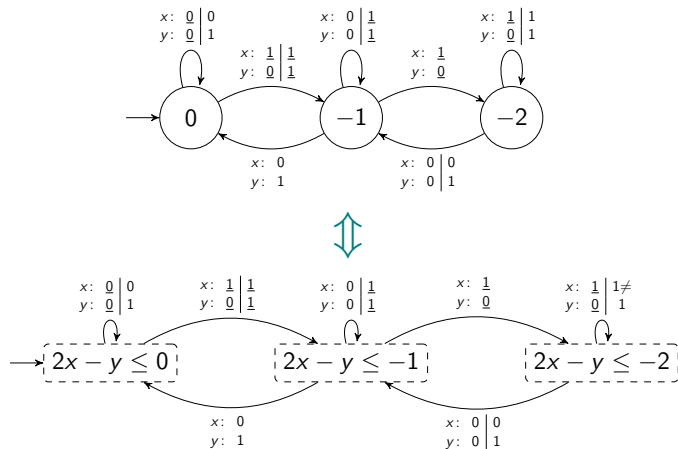 x: 0 | 0
y: 0 | 1
x: 1 | 1
y: 0 | 1
x: 0 | 1
y: 0 | 1
x: 1
y: 0
x: 1 | 1
y: 0 | 1
0
−1
−2
x: 0
y: 1
x: 0 | 0
y: 0 | 1
⇕
x: 0 | 0
y: 0 | 1
x: 1 | 1
y: 0 | 1
x: 0 | 1
y: 0 | 1
x: 1
y: 0
x: 1 | 1≠
y: 0 | 1
2x − y ≤ 0
2x − y ≤ −1
2x − y ≤ −2
x: 0
y: 1
x: 0 | 0
y: 0 | 1